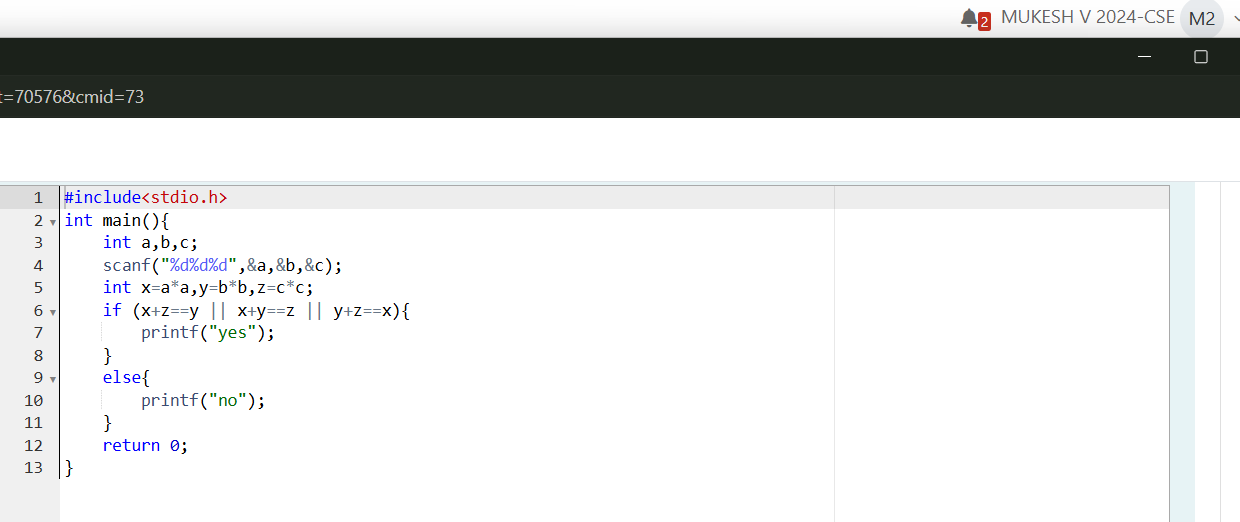 2 MUKESH V 2024-CSE M2
t=70576&cmid=73
1 #include<stdio.h>
2 int main(){
3     int a,b,c;
4     scanf("%d%d%d",&a,&b,&c);
5     int x=a*a,y=b*b,z=c*c;
6     if (x+z==y || x+y==z || y+z==x){
7         printf("yes");
8     }
9     else{
10         printf("no");
11     }
12     return 0;
13 }